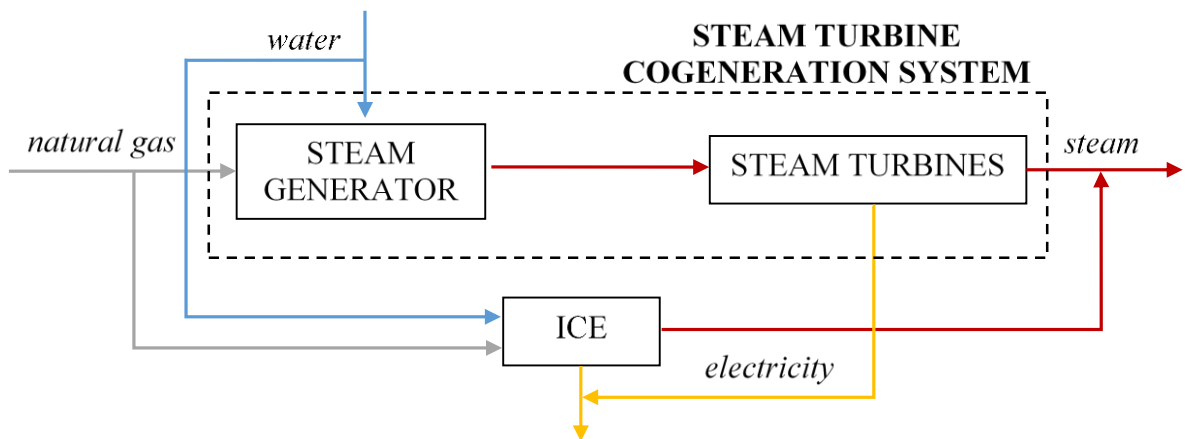 water
STEAM TURBINE
COGENERATION SYSTEM
natural gas
STEAM
GENERATOR
STEAM TURBINES
steam
ICE
electricity